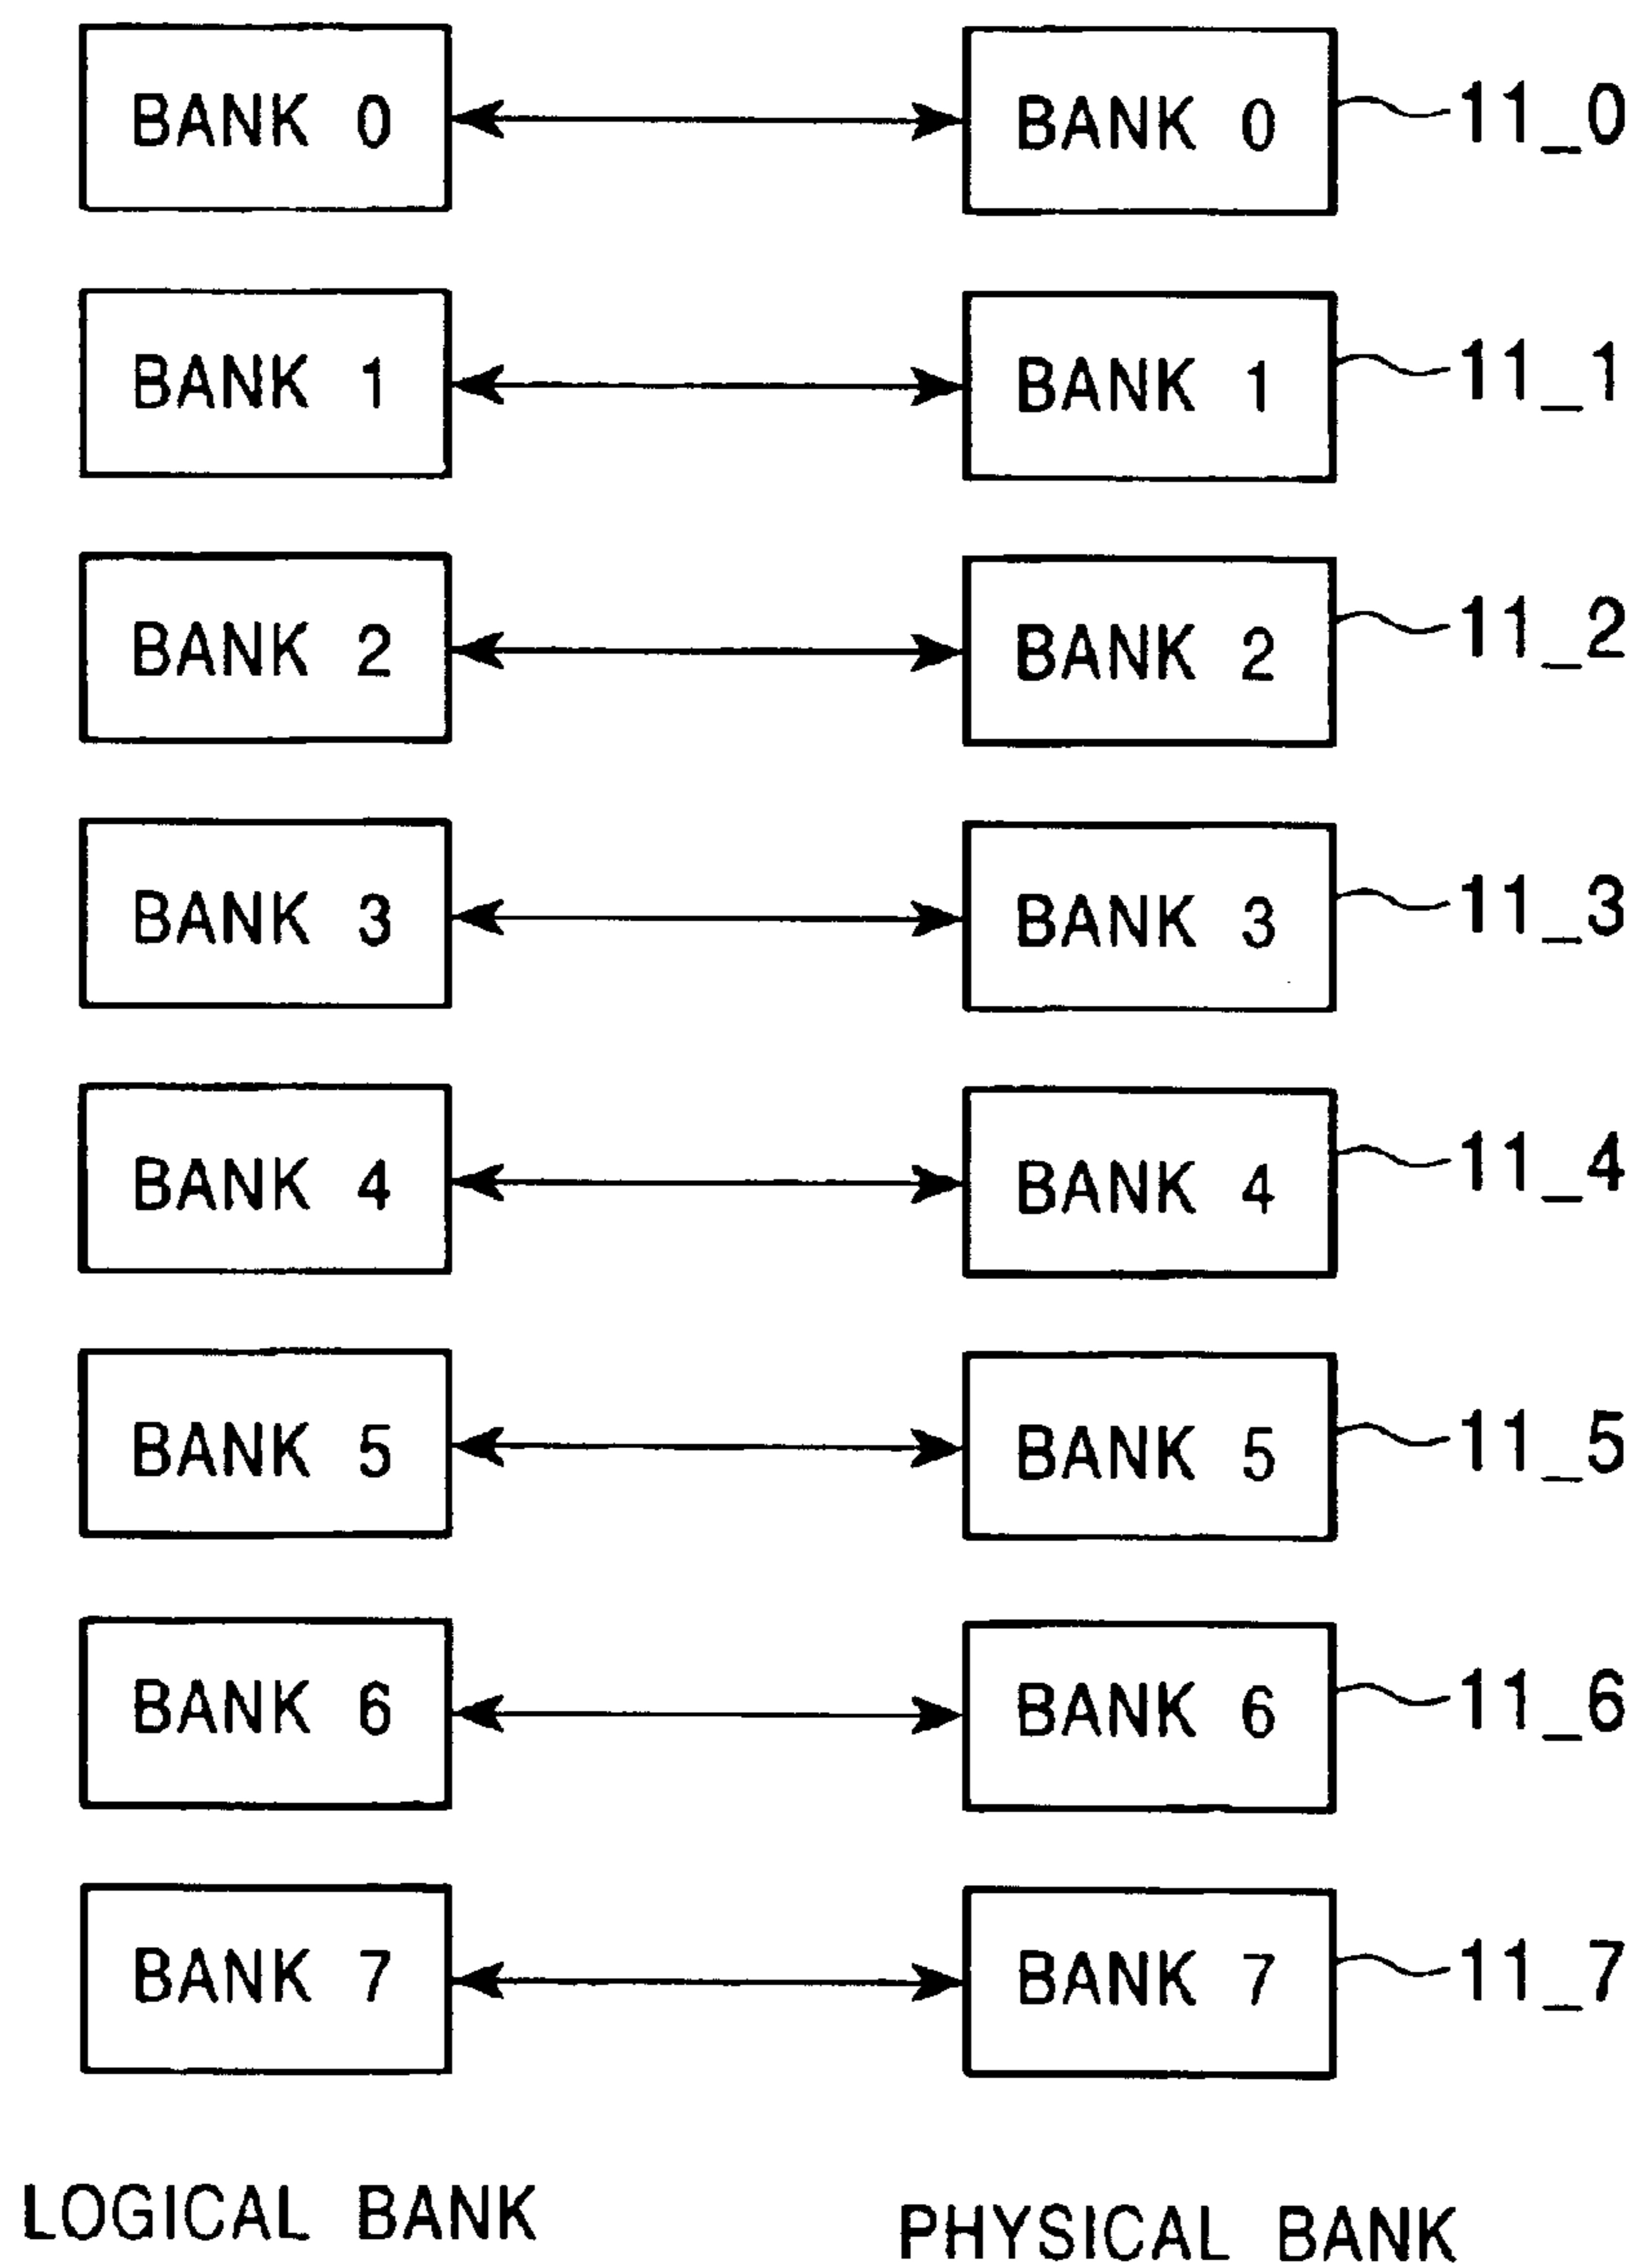 BANK 0 BANK 0 11_0
BANK 1 BANK 1 11_1
BANK 2 BANK 2 11_2
BANK 3 BANK 3 11_3
BANK 4 BANK 4 11_4
BANK 5 BANK 5 11_5
BANK 6 BANK 6 11_6
BANK 7 BANK 7 11_7
LOGICAL BANK PHYSICAL BANK